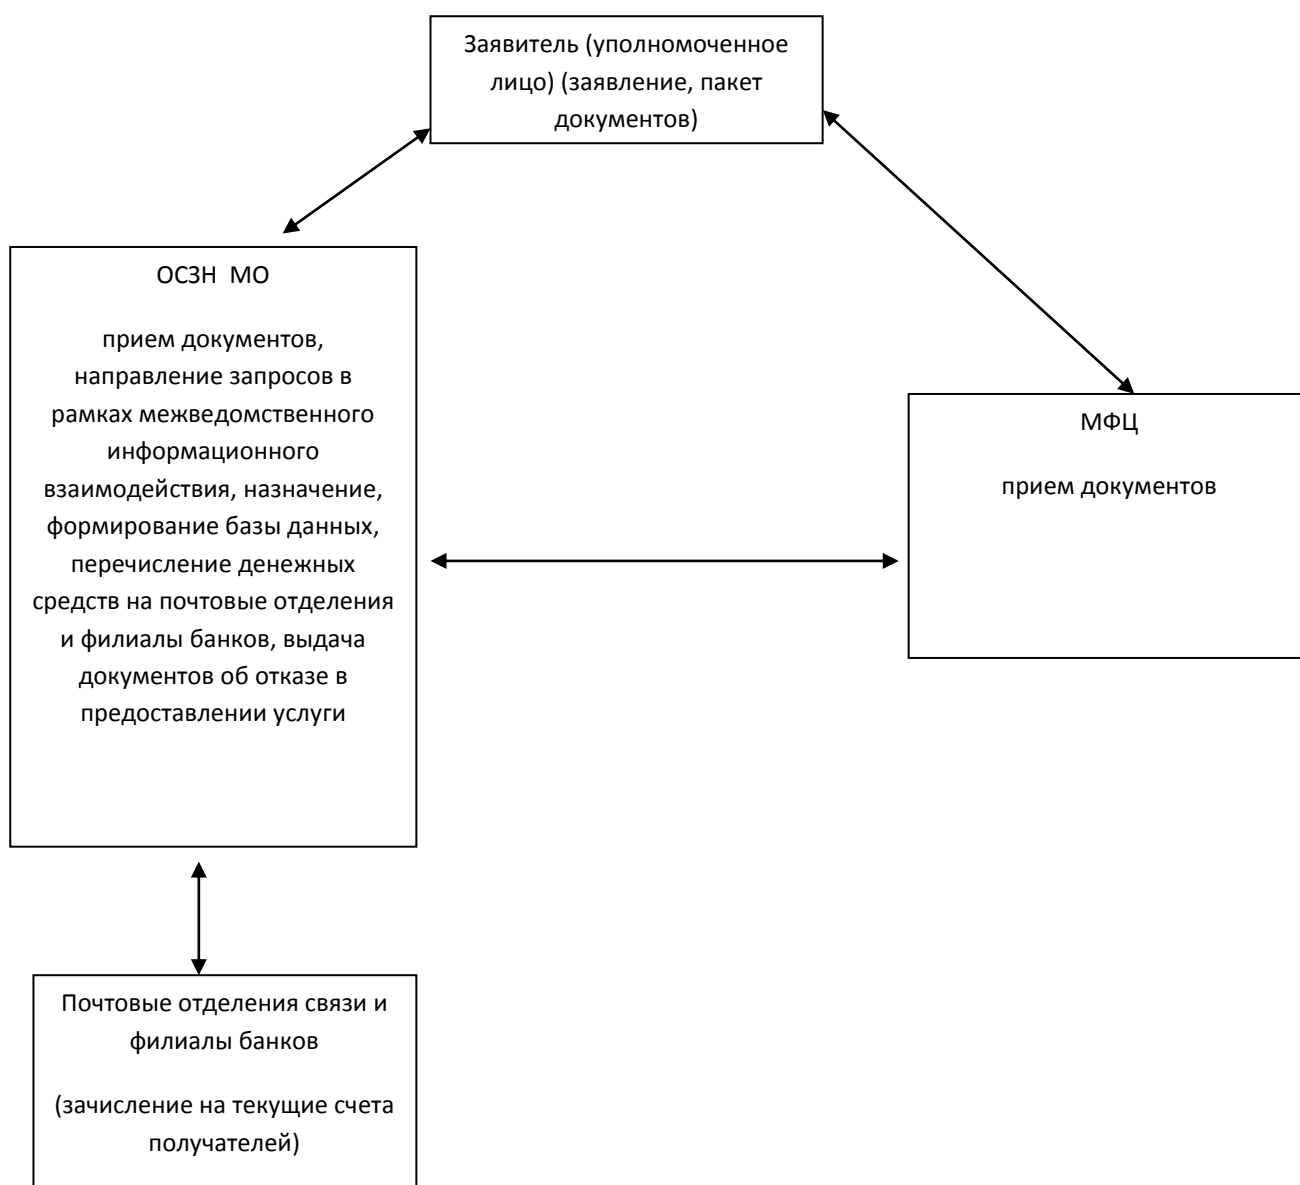 Заявитель (уполномоченное
лицо) (заявление, пакет
документов)
ОСЗН МО
прием документов,
направление запросов в
рамках межведомственного
информационного
взаимодействия, назначение,
формирование базы данных,
перечисление денежных
средств на почтовые отделения
и филиалы банков, выдача
документов об отказе в
предоставлении услуги
МФЦ
прием документов
Почтовые отделения связи и
филиалы банков
(зачисление на текущие счета
получателей)